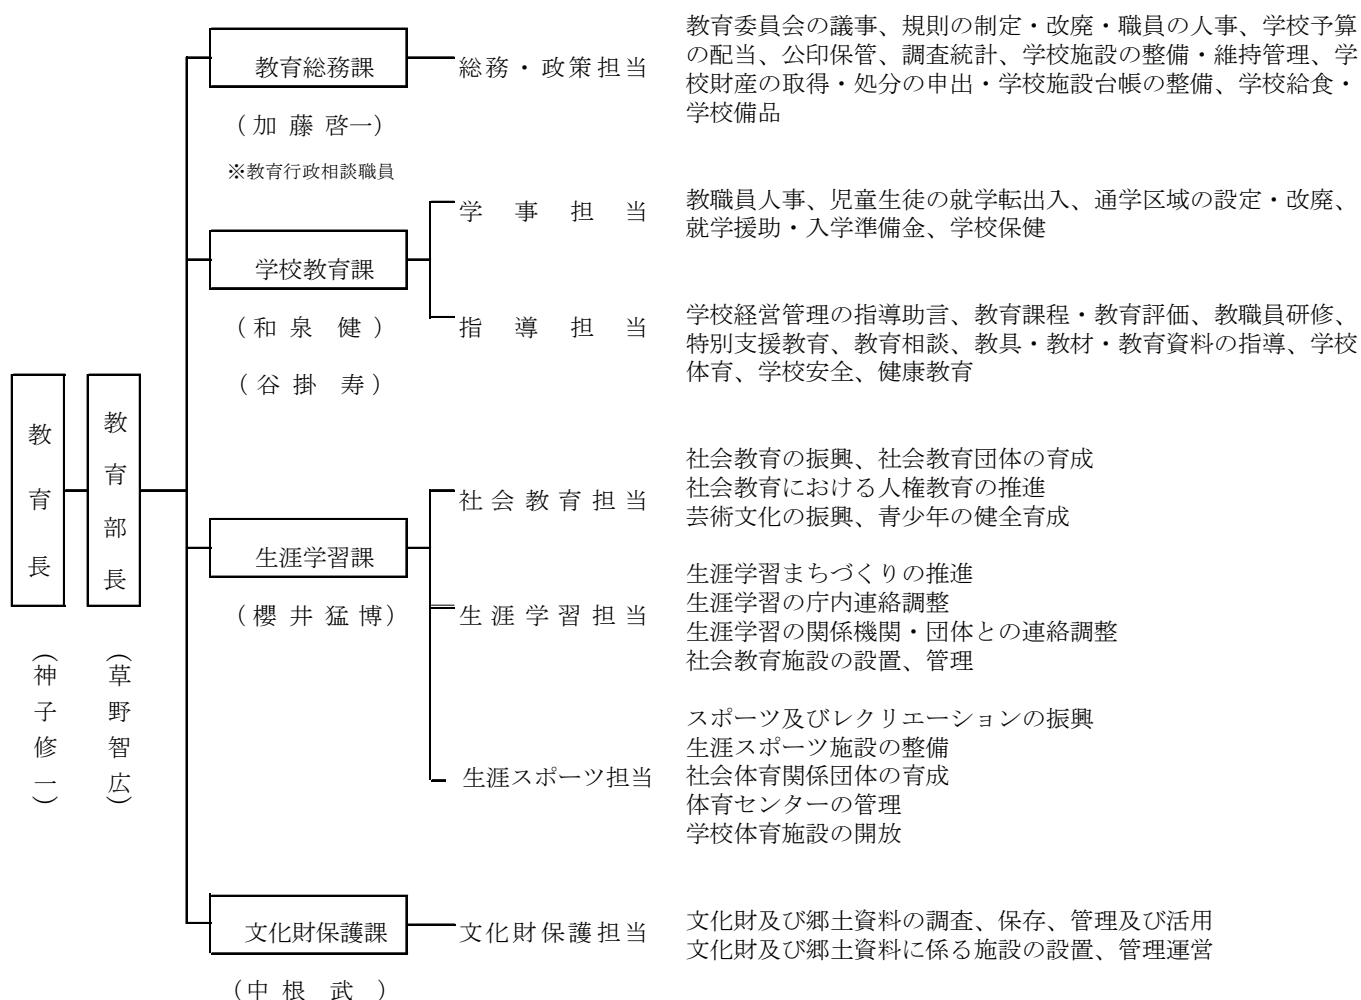 教育長
(神子修一)
教育部長
(草野智広)
教育総務課
(加藤啓一)
※教育行政相談職員
総務・政策担当
教育委員会の議事、規則の制定・改廃・職員の人事、学校予算
の配当、公印保管、調査統計、学校施設の整備・維持管理、学
校財産の取得・処分の申出・学校施設台帳の整備、学校給食・
学校備品
学校教育課
(和泉健)
(谷掛寿)
学事担当
教職員人事、児童生徒の就学転出入、通学区域の設定・改廃、
就学援助・入学準備金、学校保健
指導担当
学校経営管理の指導助言、教育課程・教育評価、教職員研修、
特別支援教育、教育相談、教具・教材・教育資料の指導、学校
体育、学校安全、健康教育
生涯学習課
(櫻井猛博)
社会教育担当
社会教育の振興、社会教育団体の育成
社会教育における人権教育の推進
芸術文化の振興、青少年の健全育成
生涯学習担当
生涯学習まちづくりの推進
生涯学習の庁内連絡調整
生涯学習の関係機関・団体との連絡調整
社会教育施設の設置、管理
生涯スポーツ担当
スポーツ及びレクリエーションの振興
生涯スポーツ施設の整備
社会体育関係団体の育成
体育センターの管理
学校体育施設の開放
文化財保護課
(中根武)
文化財保護担当
文化財及び郷土資料の調査、保存、管理及び活用
文化財及び郷土資料に係る施設の設置、管理運営